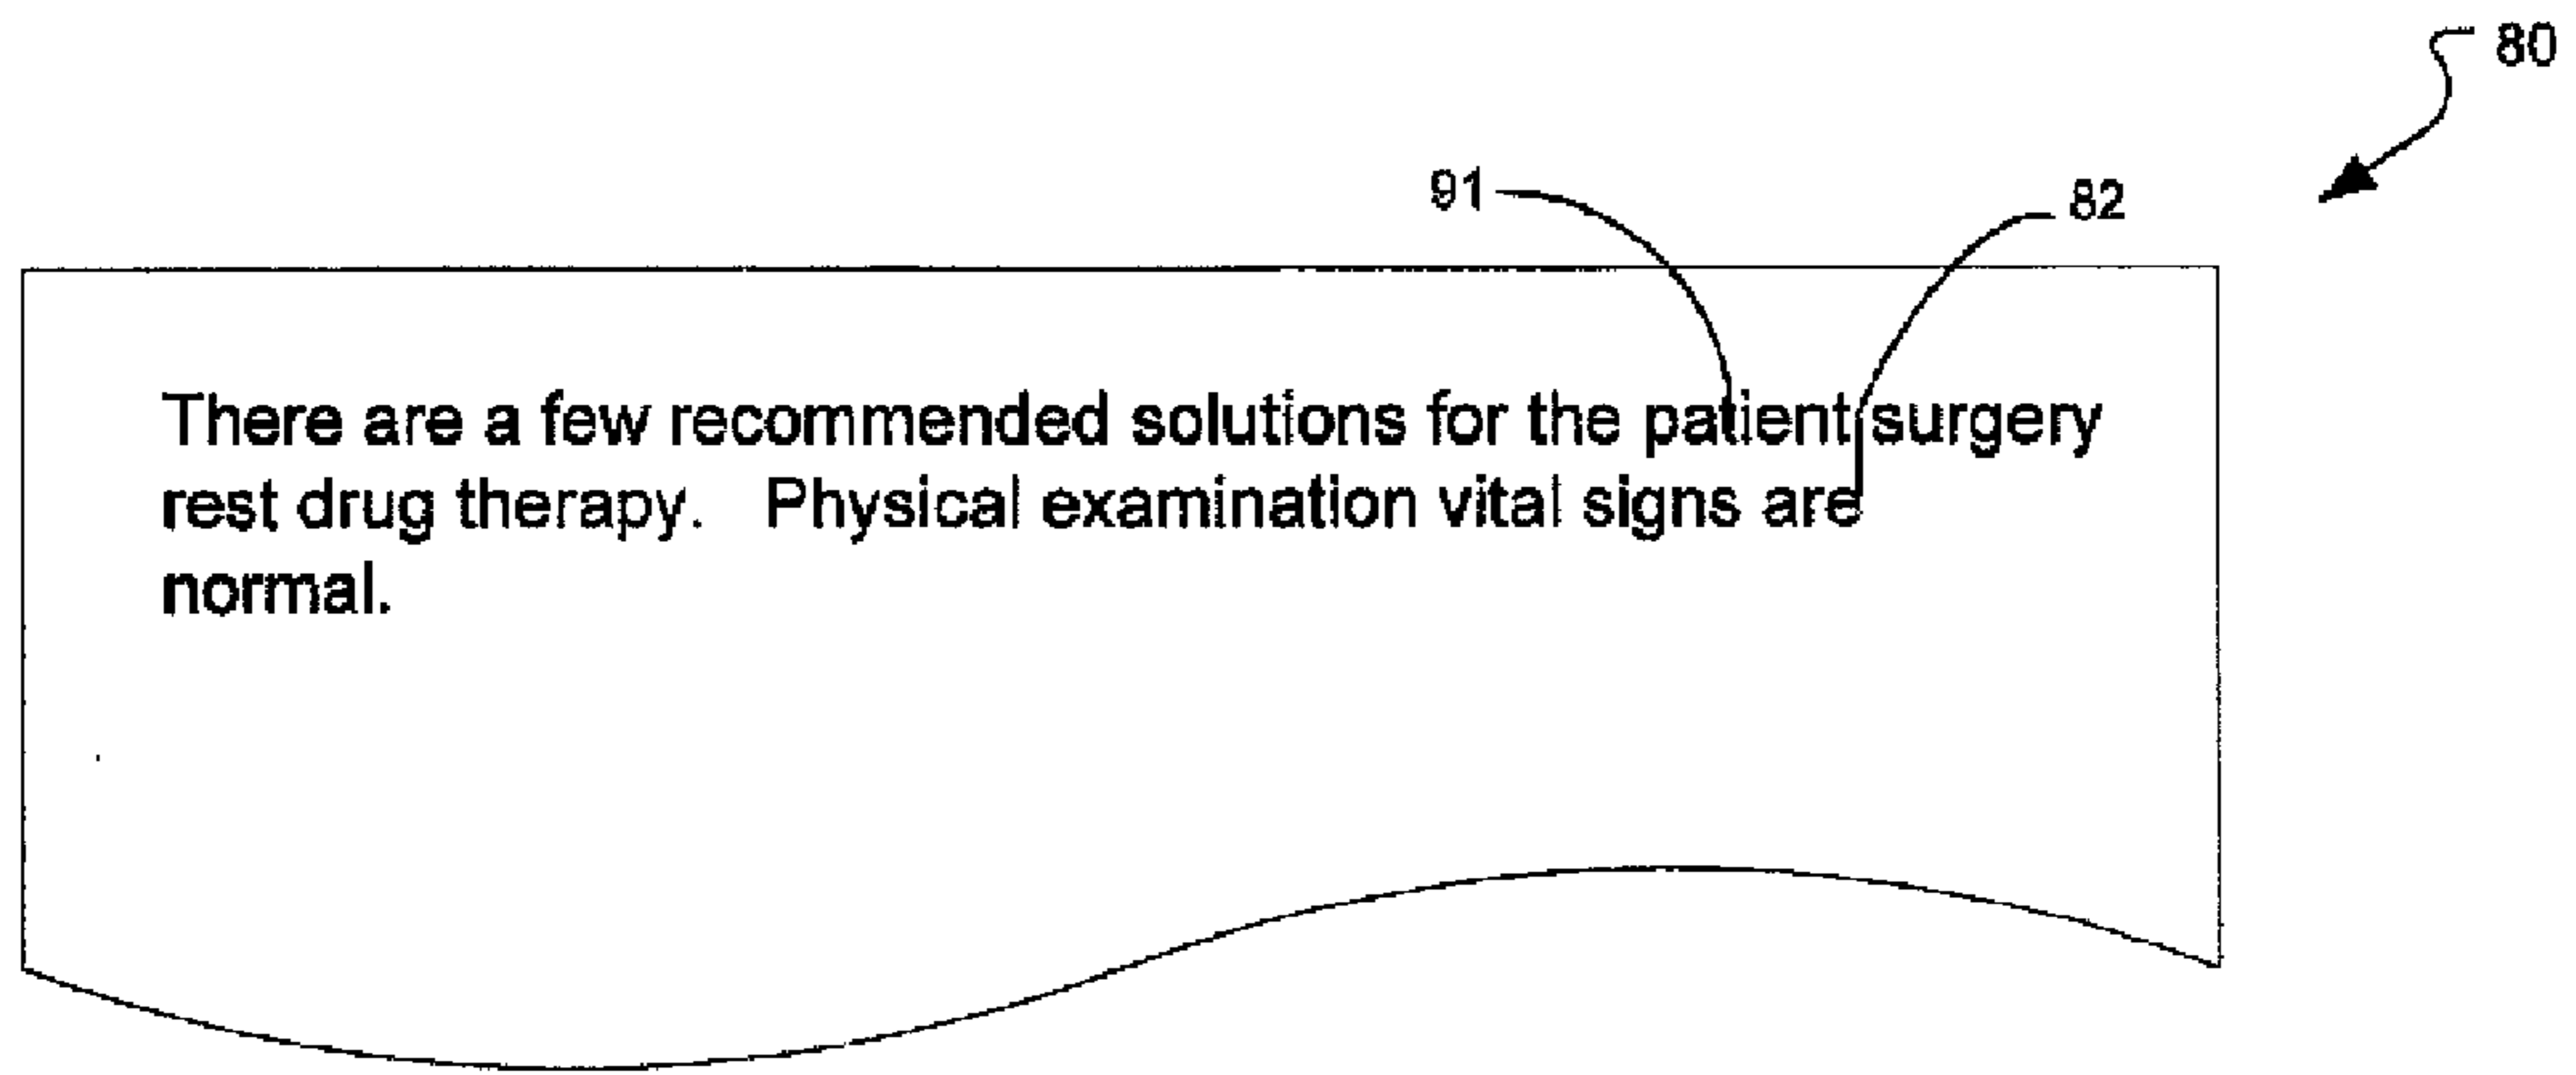 80
91
82
There are a few recommended solutions for the patient surgery
rest drug therapy. Physical examination vital signs are
normal.